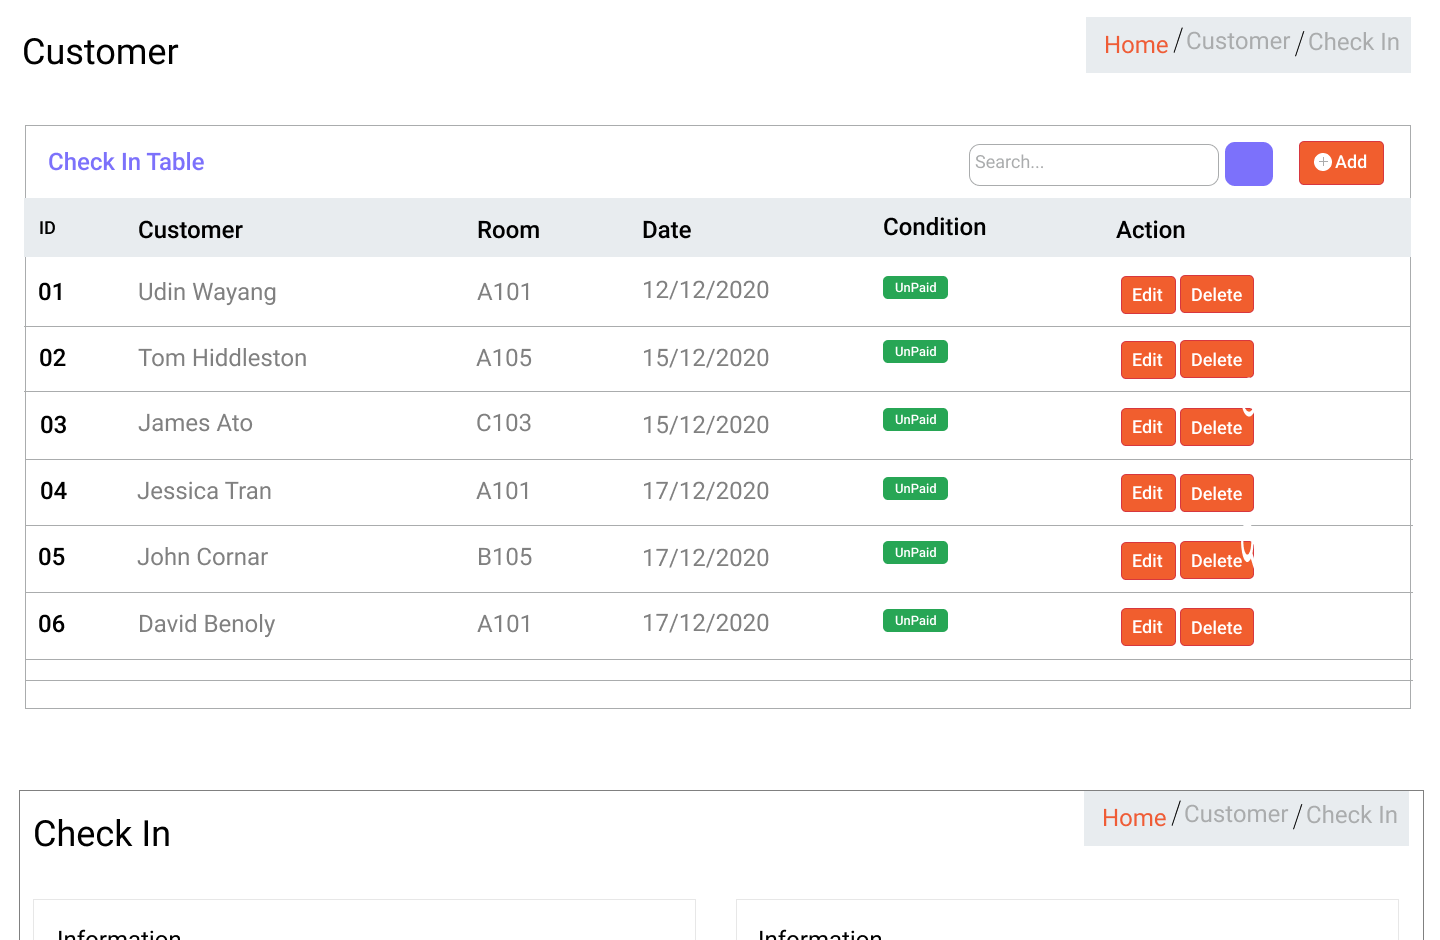 Customer
Home / Customer / Check In
Check In Table
Search...
Add
ID Customer Room Date Condition Action
01 Udin Wayang A101 12/12/2020 UnPaid Edit Delete
02 Tom Hiddleston A105 15/12/2020 UnPaid Edit Delete
03 James Ato C103 15/12/2020 UnPaid Edit Delete
04 Jessica Tran A101 17/12/2020 UnPaid Edit Delete
05 John Cornar B105 17/12/2020 UnPaid Edit Delete
06 David Benoly A101 17/12/2020 UnPaid Edit Delete
Home / Customer / Check In
Check In
Information Information